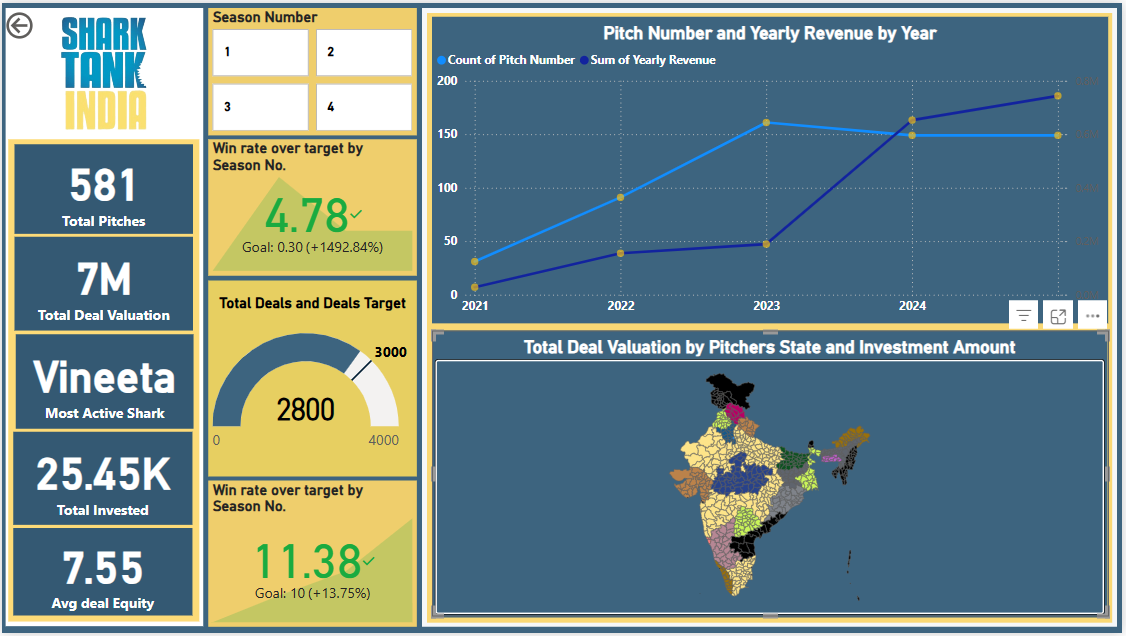 SHARK
TANK
INDIA
581
Total Pitches
7M
Total Deal Valuation
Vineeta
Most Active Shark
25.45K
Total Invested
7.55
Avg deal Equity
Season Number
1
2
3
4
Win rate over target by
Season No.
4.78
Goal: 0.30 (+1492.84%)
Total Deals and Deals Target
3000
2800
0
4000
Win rate over target by
Season No.
11.38
Goal: 10 (+13.75%)
Pitch Number and Yearly Revenue by Year
Count of Pitch Number
Sum of Yearly Revenue
200
150
100
50
0
2021
2022
2023
2024
Total Deal Valuation by Pitchers State and Investment Amount